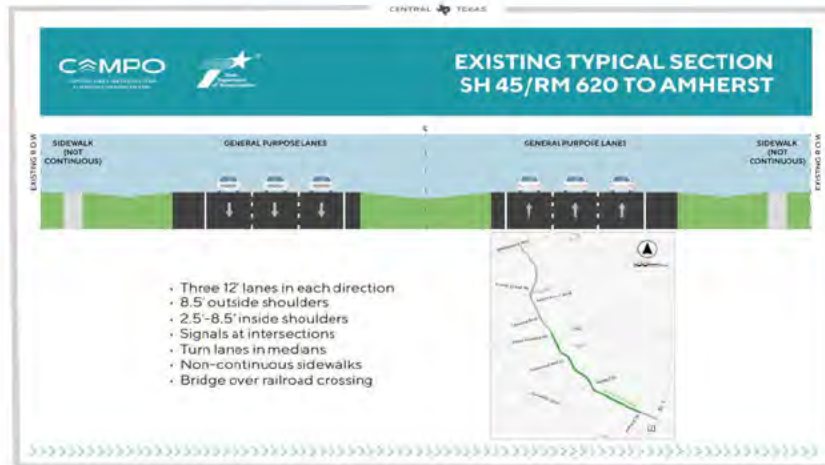 CENTRAL TEXAS
CAMPO
EXISTING TYPICAL SECTION
SH 45/RM 620 TO AMHERST
EXISTING R.O.W
SIDEWALK
(NOT
CONTINUOUS)
GENERAL PURPOSE LANES
GENERAL PURPOSE LANES
SIDEWALK
(NOT
CONTINUOUS)
EXISTING R.O.W
• Three 12' lanes in each direction
• 8.5' outside shoulders
• 2.5'-8.5' inside shoulders
• Signals at intersections
• Turn lanes in medians
• Non-continuous sidewalks
• Bridge over railroad crossing